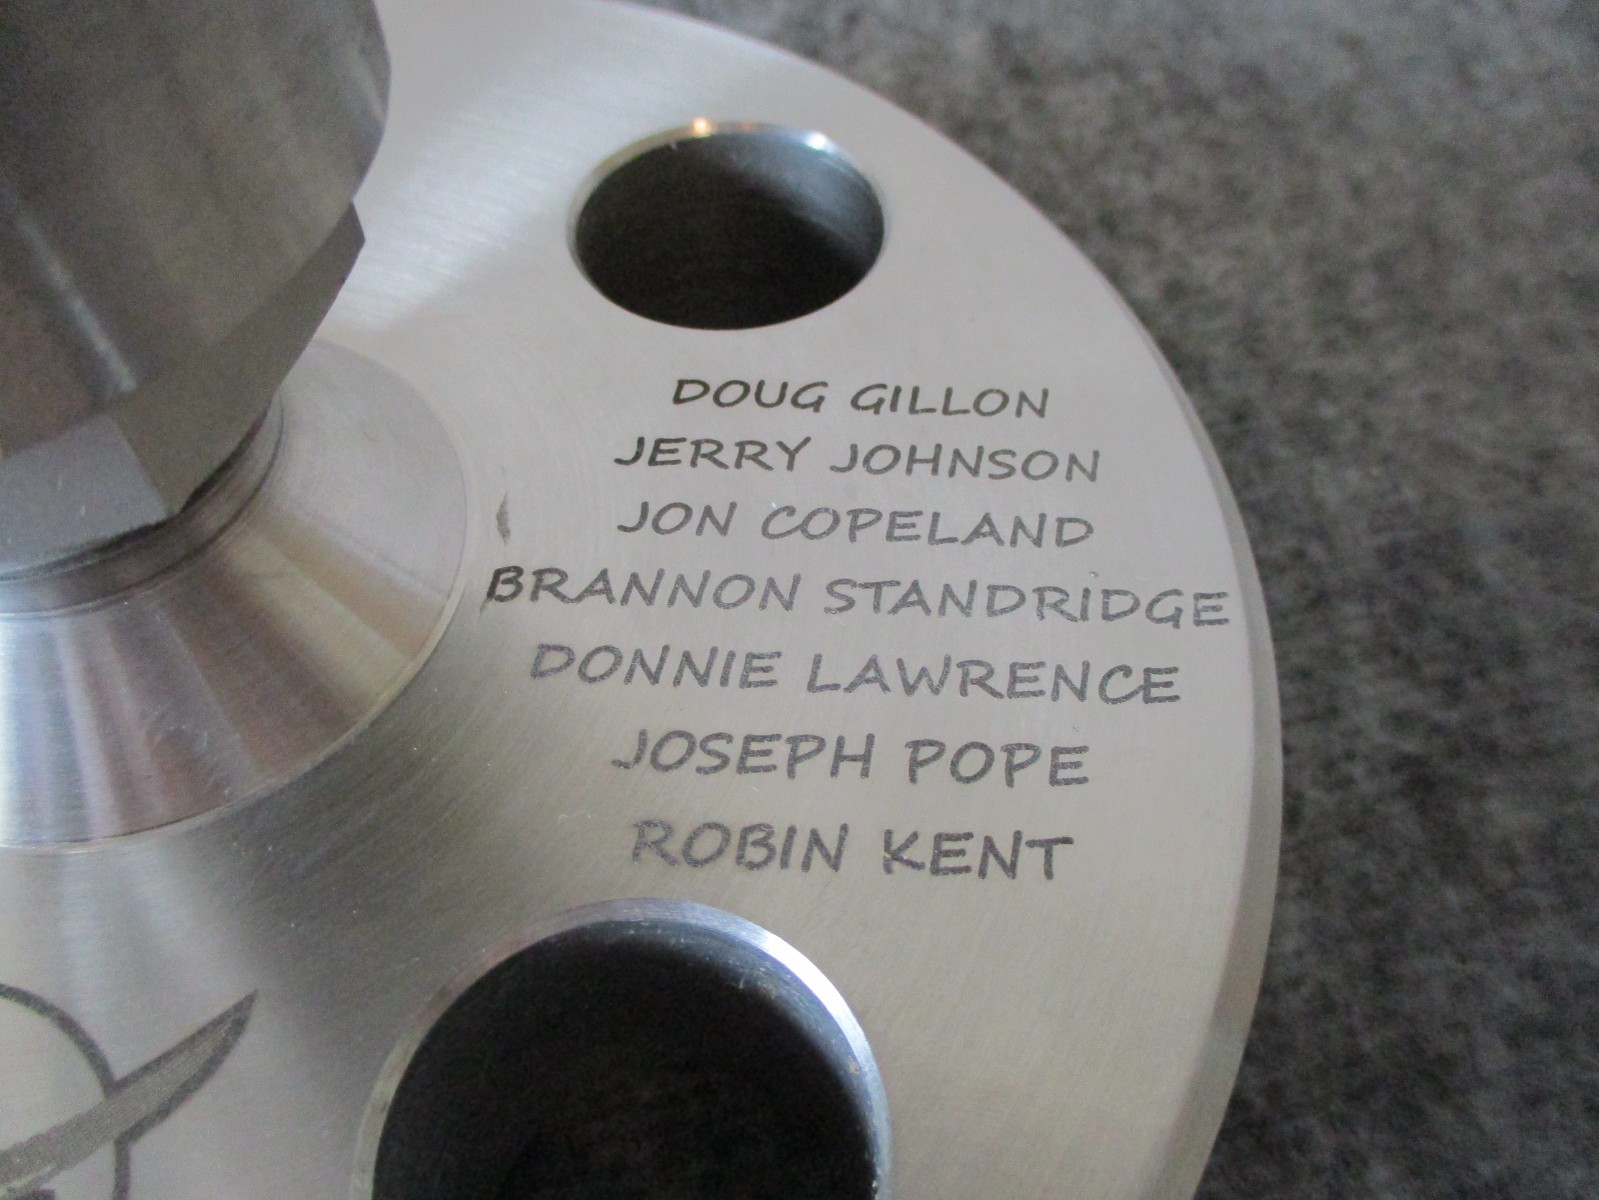 DOUG GILLON
JERRY JOHNSON
JON COPELAND
BRANNON STANDRIDGE
DONNIE LAWRENCE
JOSEPH POPE
ROBIN KENT